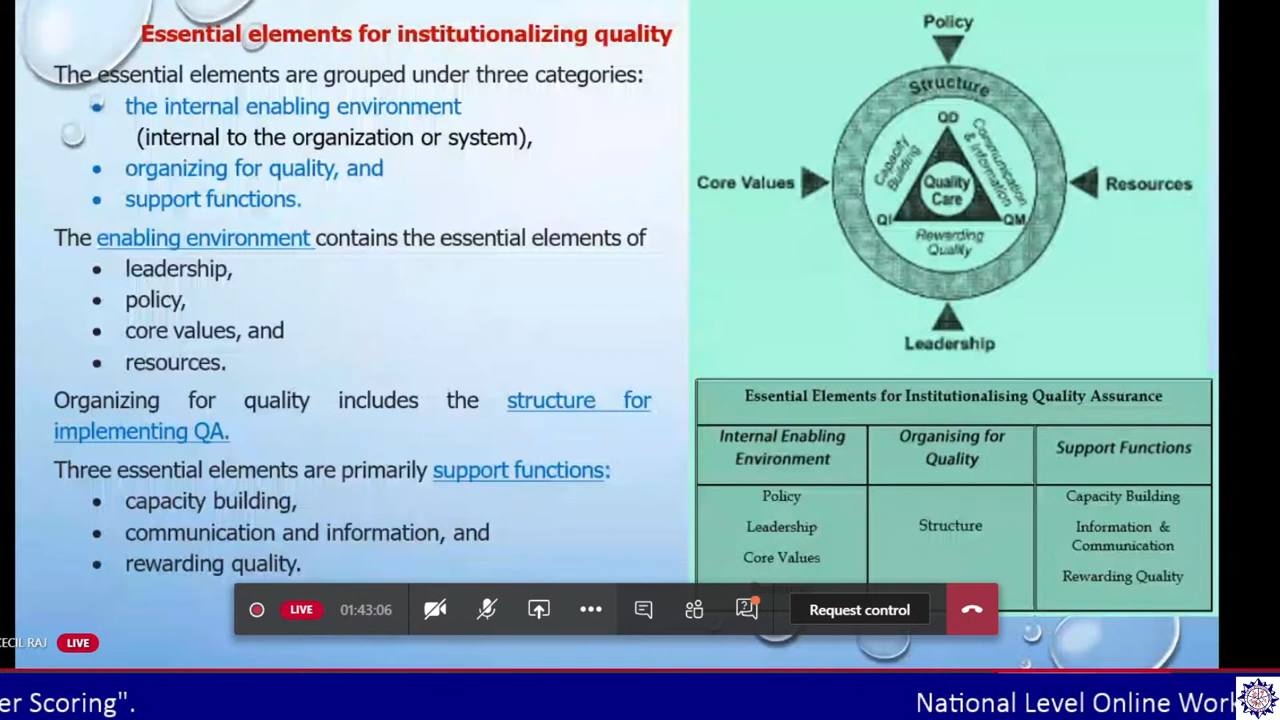 Essential elements for institutionalizing quality
The essential elements are grouped under three categories:
• the internal enabling environment
(internal to the organization or system),
• organizing for quality, and
• support functions.
The enabling environment contains the essential elements of
• leadership,
• policy,
• core values, and
• resources.
Organizing for quality includes the structure for
implementing QA.
Three essential elements are primarily support functions:
• capacity building,
• communication and information, and
• rewarding quality.
Policy
Structure
QD
Capacity
Building
Communication
& Information
Core Values
Quality
Care
Resources
QI
QM
Rewarding
Quality
Leadership
Essential Elements for Institutionalising Quality Assurance
Internal Enabling
Environment
Organising for
Quality
Support Functions
Policy
Leadership
Core Values
Structure
Capacity Building
Information &
Communication
Rewarding Quality
LIVE
01:43:06
Request control
CECIL RAJ
LIVE
er Scoring".
National Level Online Work